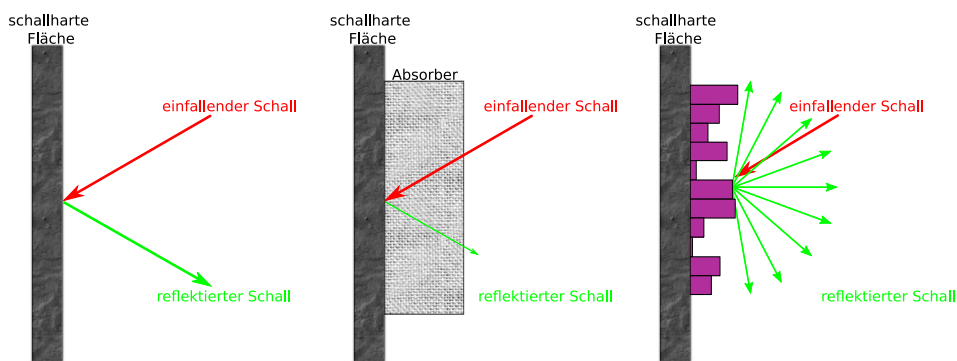 schallharte
Fläche
einfallender Schall
reflektierter Schall
schallharte
Fläche
Absorber
einfallender Schall
reflektierter Schall
schallharte
Fläche
einfallender Schall
reflektierter Schall